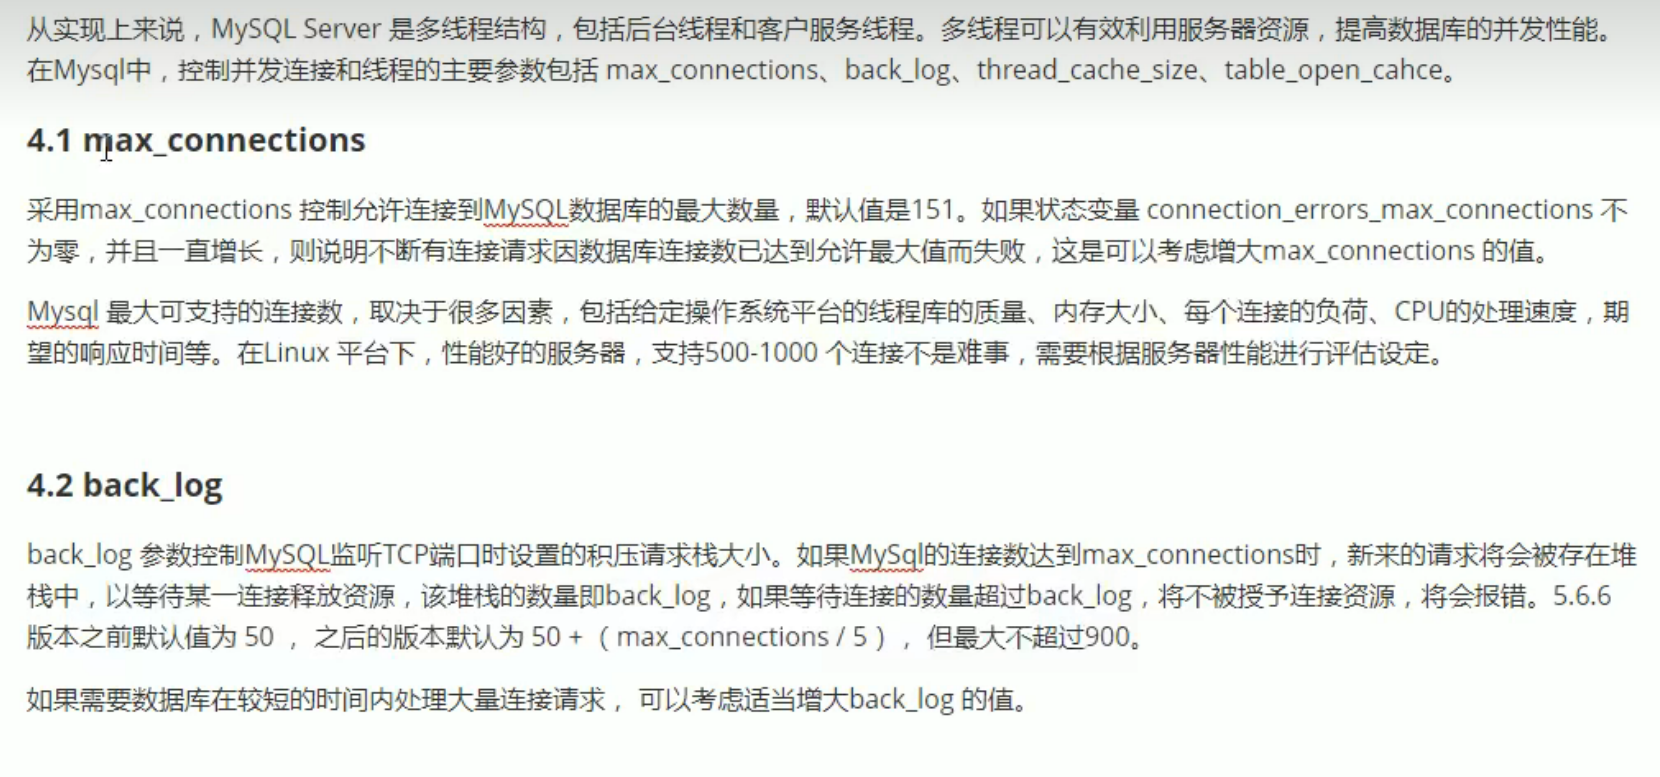 从实现上来说，MySQL Server 是多线程结构，包括后台线程和客户服务线程。多线程可以有效利用服务器资源，提高数据库的并发性能。
在Mysql中，控制并发连接和线程的主要参数包括 max_connections、back_log、thread_cache_size、table_open_cahce。
4.1 max_connections
采用max_connections 控制允许连接到MySQL数据库的最大数量，默认值是151。如果状态变量 connection_errors_max_connections 不
为零，并且一直增长，则说明不断有连接请求因数据库连接数已达到允许最大值而失败，这是可以考虑增大max_connections 的值。
Mysql 最大可支持的连接数，取决于很多因素，包括给定操作系统平台的线程库的质量、内存大小、每个连接的负荷、CPU的处理速度，期
望的响应时间等。在Linux 平台下，性能好的服务器，支持500-1000 个连接不是难事，需要根据服务器性能进行评估设定。
4.2 back_log
back_log 参数控制MySQL监听TCP端口时设置的积压请求栈大小。如果MySql的连接数达到max_connections时，新来的请求将会被存在堆
栈中，以等待某一连接释放资源，该堆栈的数量即back_log，如果等待连接的数量超过back_log，将不被授予连接资源，将会报错。5.6.6
版本之前默认值为 50 ， 之后的版本默认为 50 + （ max_connections / 5 ） ， 但最大不超过900。
如果需要数据库在较短的时间内处理大量连接请求， 可以考虑适当增大back_log 的值。